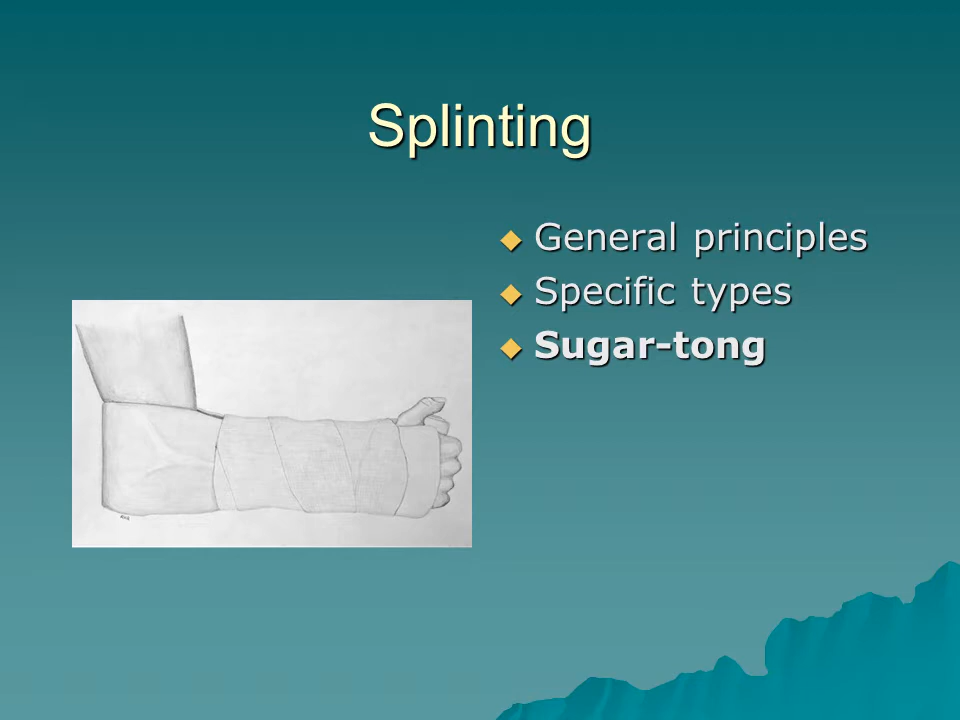 Splinting
General principles
Specific types
Sugar-tong